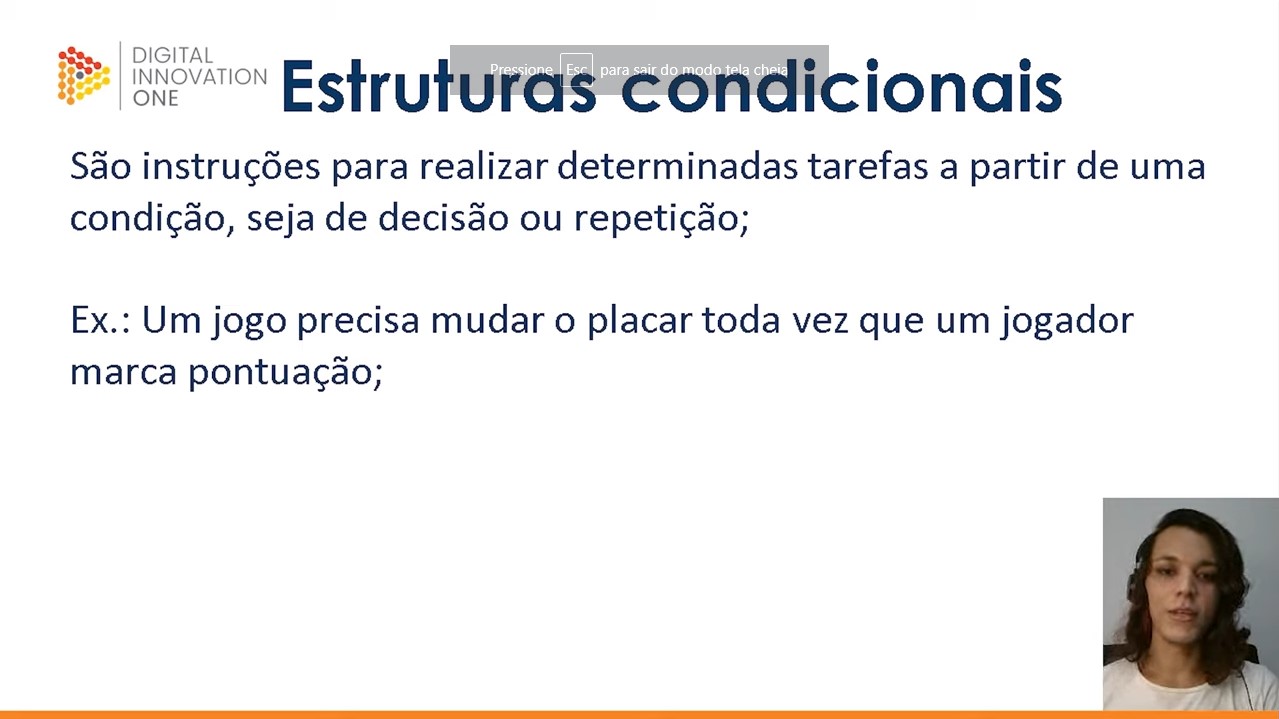 DIGITAL
INNOVATION
ONE
Pressione Esc para sair do modo tela cheia
Estruturas condicionais
São instruções para realizar determinadas tarefas a partir de uma
condição, seja de decisão ou repetição;
Ex.: Um jogo precisa mudar o placar toda vez que um jogador
marca pontuação;